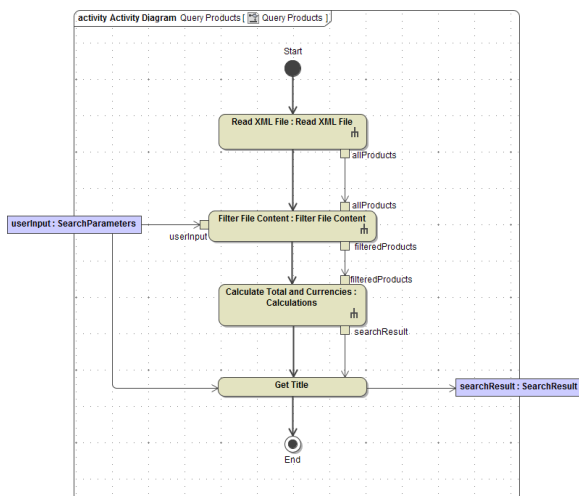 activity Activity Diagram Query Products [ Query Products ]
Start
Read XML File : Read XML File
allProducts
allProducts
userInput : SearchParameters
Filter File Content : Filter File Content
userInput
filteredProducts
filteredProducts
Calculate Total and Currencies :
Calculations
searchResult
Get Title
searchResult : SearchResult
End